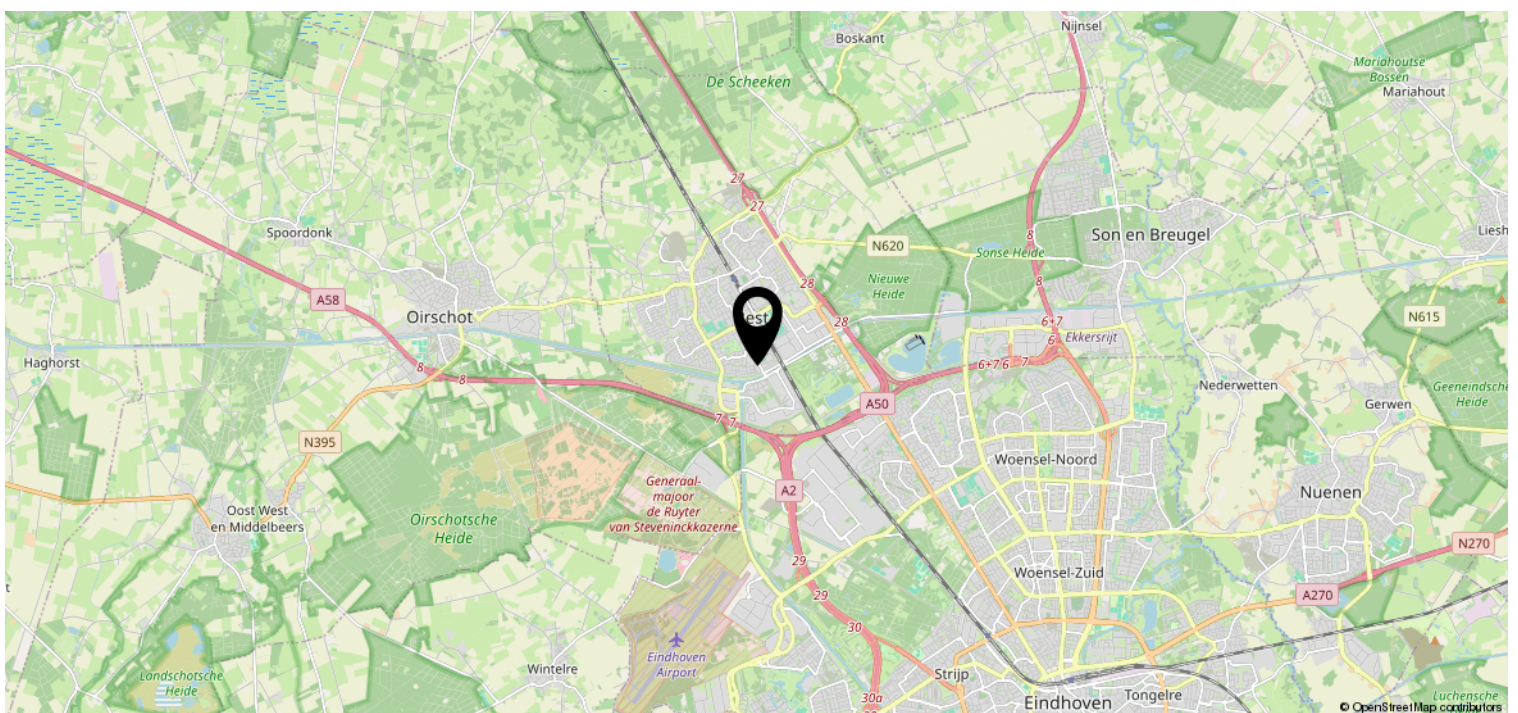 Nijnsel
Boskant
De Scheeken
Mariahoutse
Bossen
Mariahout
27
27
Spoordonk
N620
Sonse Heide
8
Son en Breugel
Liesh
Nieuwe
Heide
8
28
A58
Oirschot
est
28
6+7
6
Ekkersrijt
N615
Haghorst
8
8
6+7 6
7
Nederwetten
Geeneindsche
Heide
Gerwen
A50
7
7
N395
Woensel-Noord
Generaal-
majoor
de Ruyter
van Steveninckkazerne
A2
Nuenen
Oost West
en Middelbeers
Oirschotsche
Heide
N270
29
Woensel-Zuid
29
A270
30
Eindhoven
Airport
Wintelre
Landschotsche
Heide
Strijp
30a
Eindhoven
Tongelre
Luchensche
© OpenStreetMap contributors